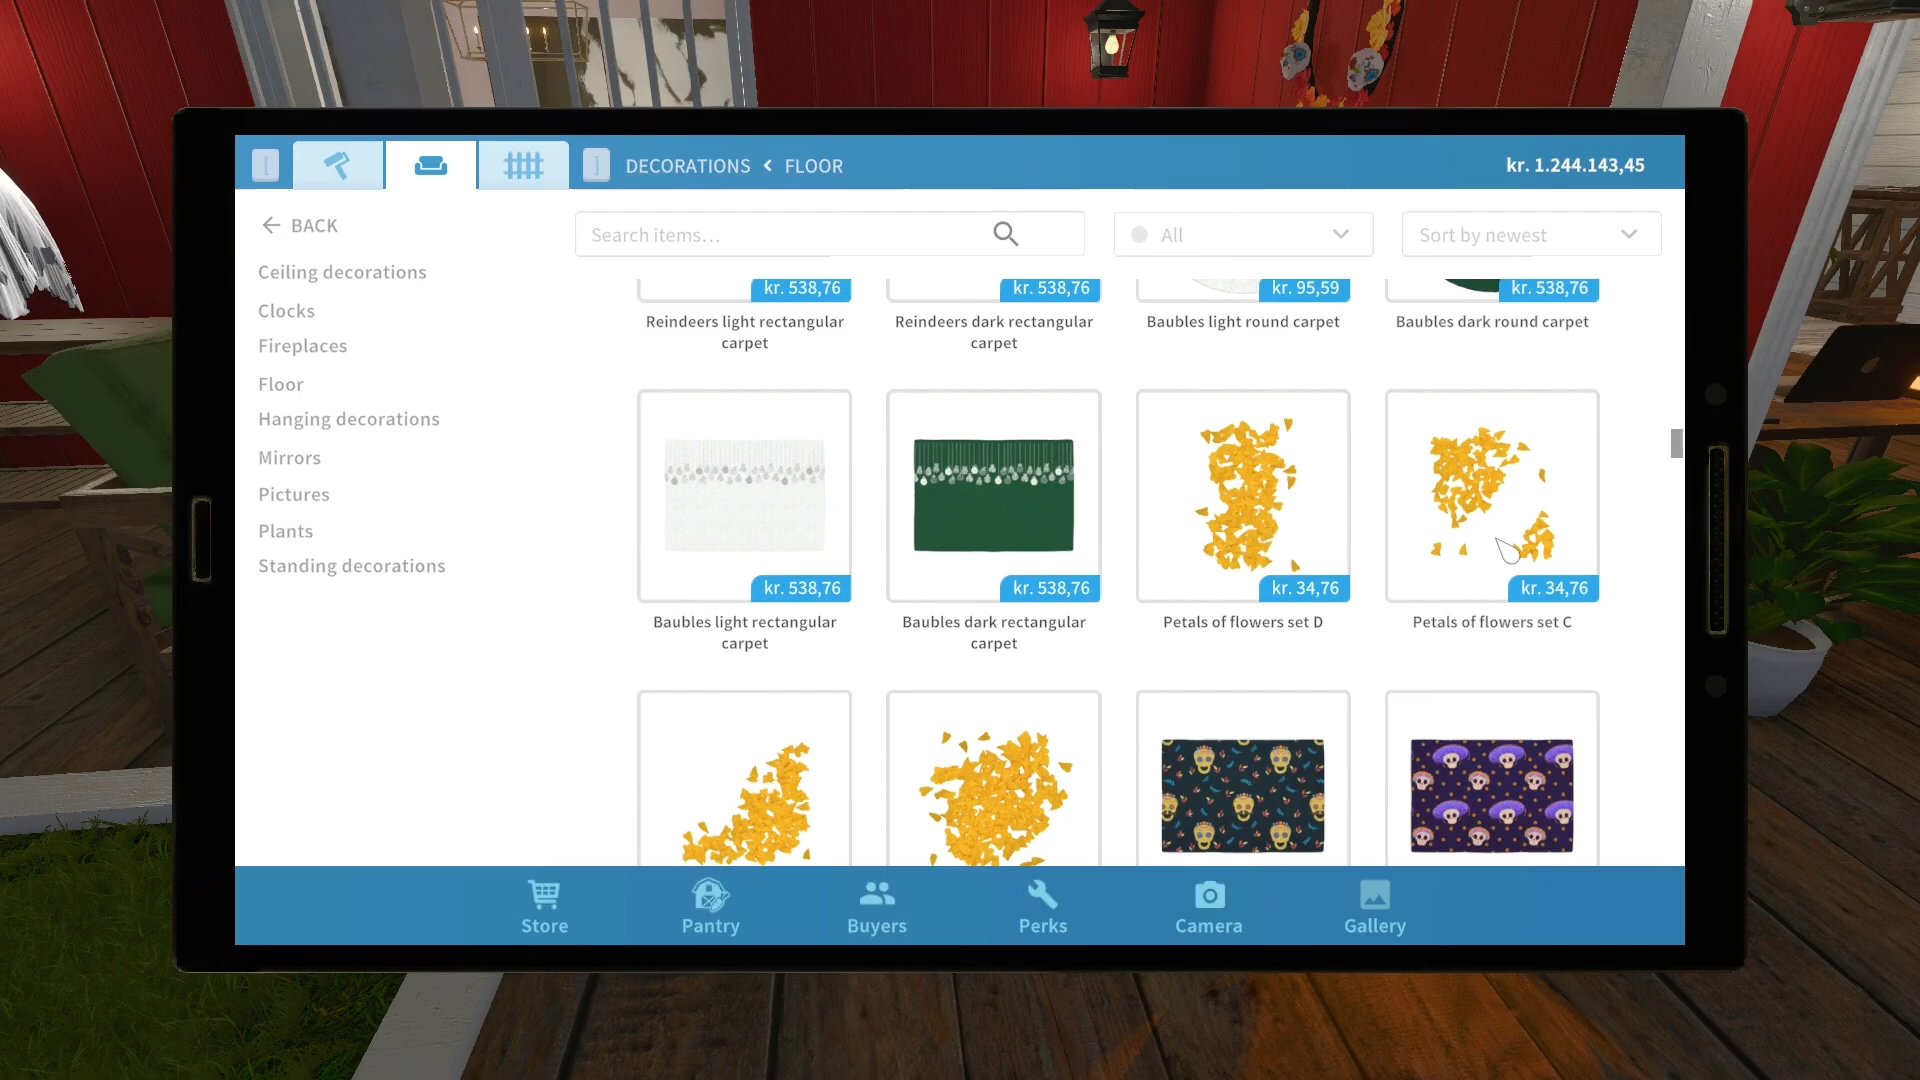 [
]
DECORATIONS < FLOOR
kr. 1.244.143,45
BACK
Search items...
All
Sort by newest
Ceiling decorations
Clocks
Fireplaces
Floor
Hanging decorations
Mirrors
Pictures
Plants
Standing decorations
kr. 538,76
kr. 538,76
kr. 95,59
kr. 538,76
Reindeers light rectangular
carpet
Reindeers dark rectangular
carpet
Baubles light round carpet
Baubles dark round carpet
kr. 538,76
kr. 538,76
kr. 34,76
kr. 34,76
Baubles light rectangular
carpet
Baubles dark rectangular
carpet
Petals of flowers set D
Petals of flowers set C
Store
Pantry
Buyers
Perks
Camera
Gallery